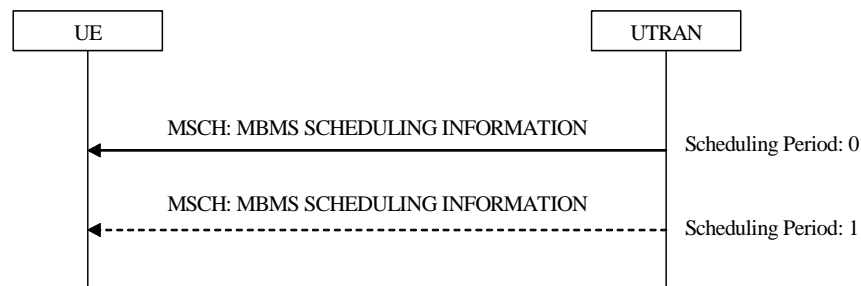 UE
UTRAN
MSCH: MBMS SCHEDULING INFORMATION
Scheduling Period: 0
MSCH: MBMS SCHEDULING INFORMATION
Scheduling Period: 1